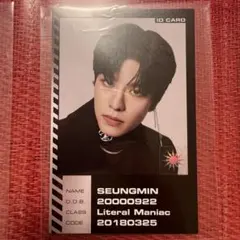 ID CARD
NAME SEUNGMIN
D.O.B 20000922
CLASS Literal Maniac
CODE 20180325